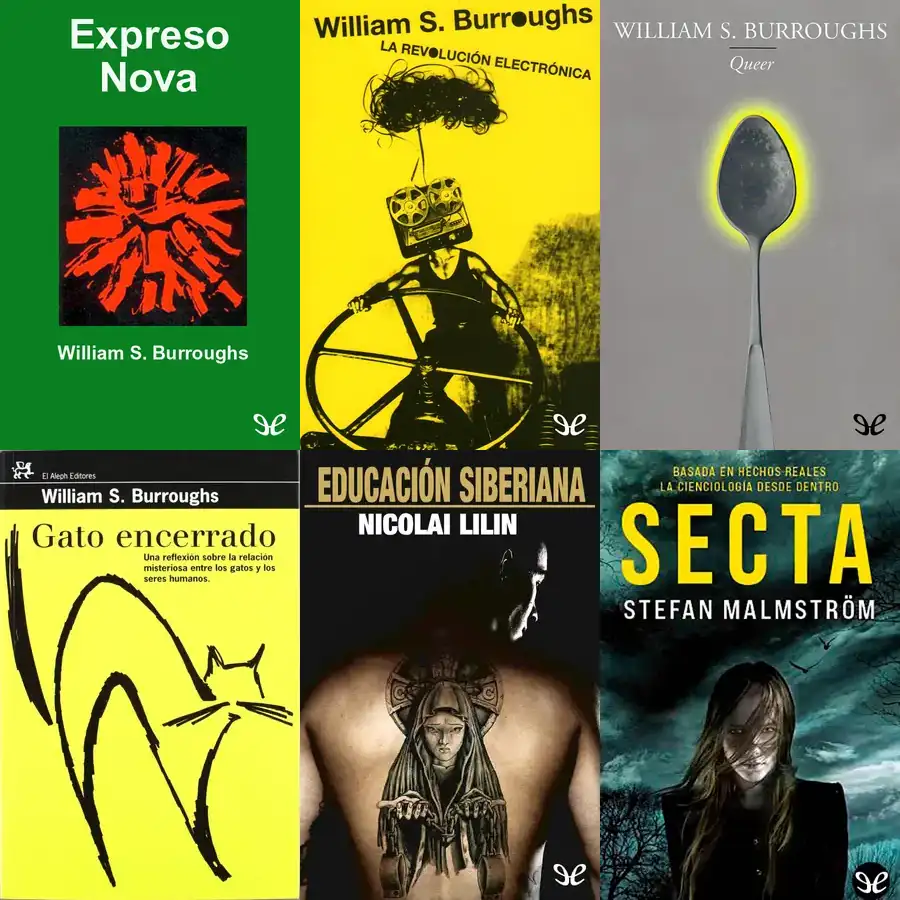 Expreso
Nova
William S. Burroughs
William S. Burroughs
LA REVOLUCIÓN ELECTRÓNICA
WILLIAM S. BURROUGHS
Queer
El Aleph Editores
William S. Burroughs
Gato encerrado
Una reflexión sobre la relación
misteriosa entre los gatos y los
seres humanos.
EDUCACIÓN SIBERIANA
NICOLAI LILIN
BASADA EN HECHOS REALES
LA CIENCIOLOGÍA DESDE DENTRO
SECTA
STEFAN MALMSTRÖM